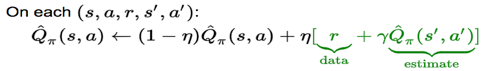 On each (s, a, r, s′, a′):
Q̂π(s, a) ← (1 − η)Q̂π(s, a) + η[ r + γQ̂π(s′, a′)]
data estimate